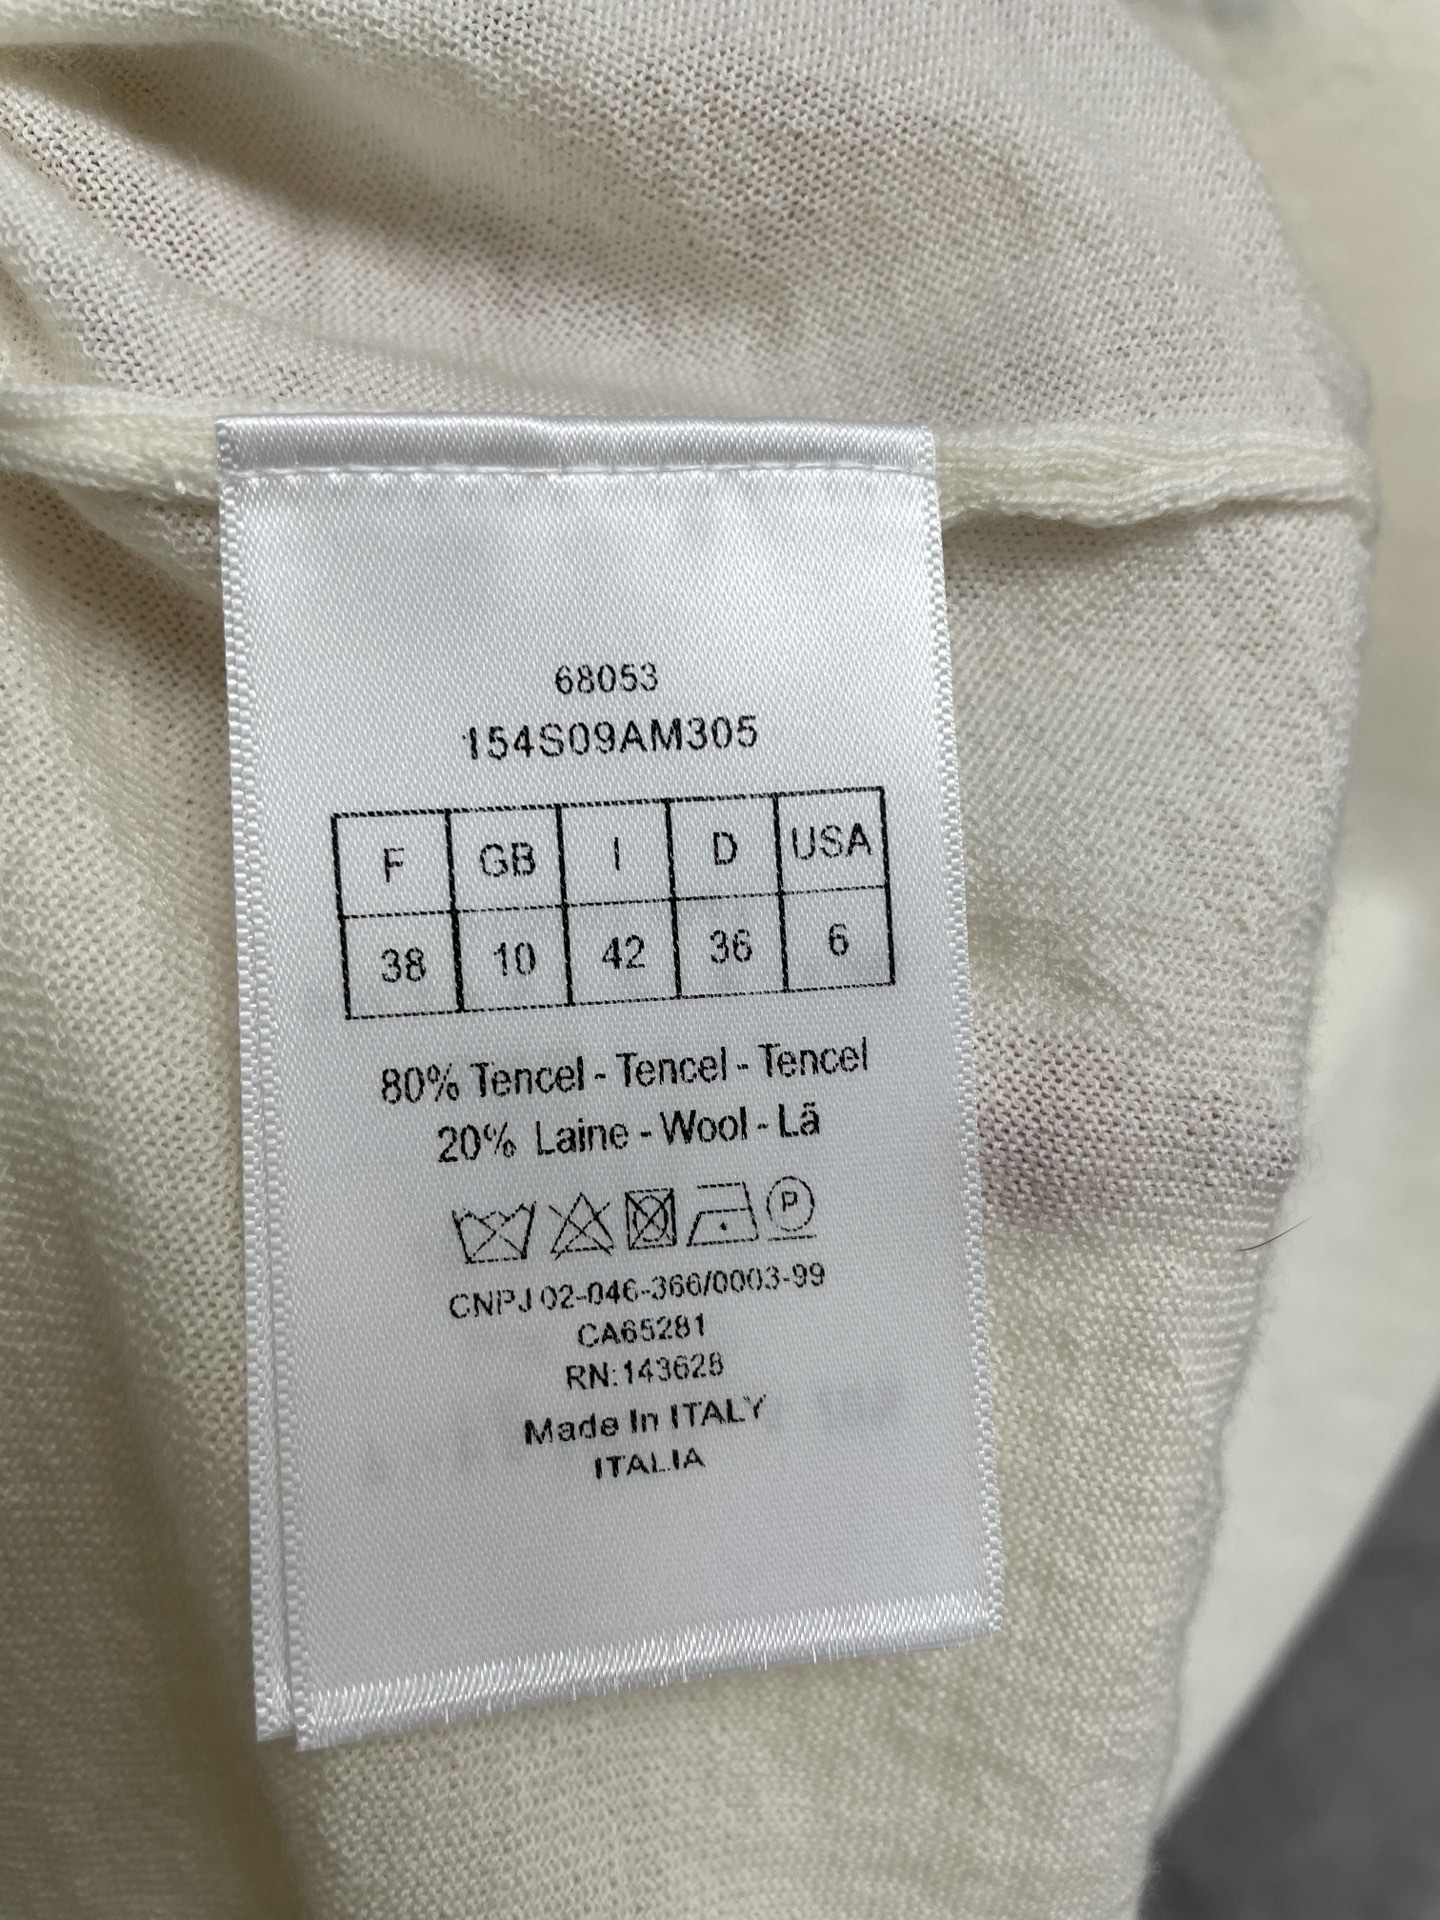 68053
154S09AM305
F GB I D USA
38 10 42 36 6
80% Tencel - Tencel - Tencel
20% Laine - Wool - Lã
P
CNPJ 02-046-366/0003-99
CA65281
RN:143628
Made In ITALY
ITALIA